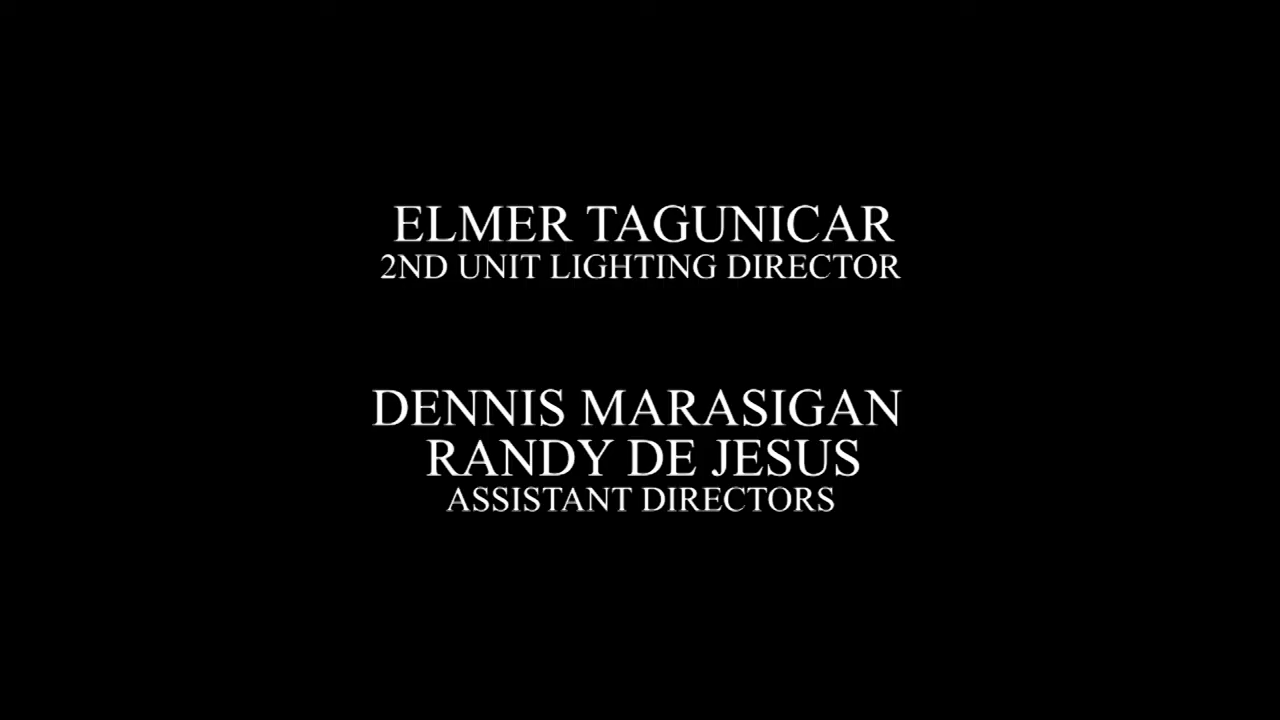 ELMER TAGUNICAR
2ND UNIT LIGHTING DIRECTOR
DENNIS MARASIGAN
RANDY DE JESUS
ASSISTANT DIRECTORS